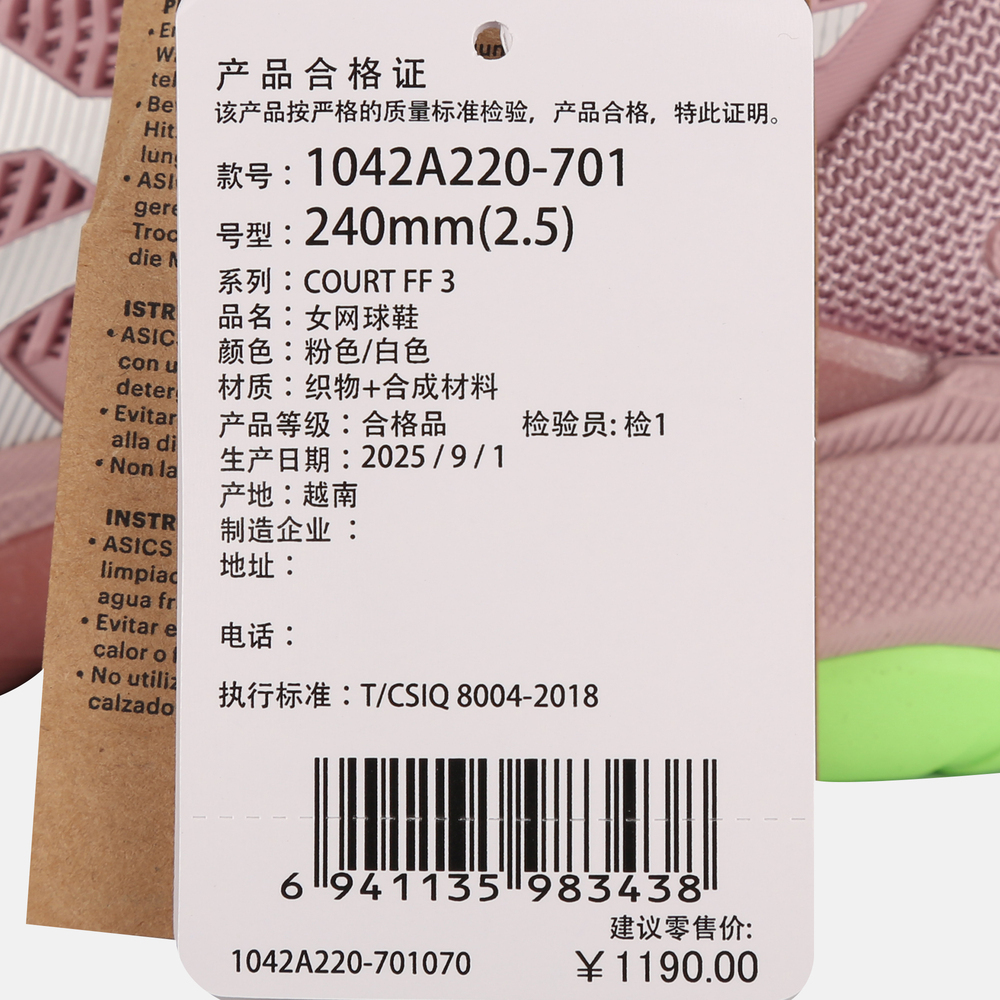 产品合格证
该产品按严格的质量标准检验，产品合格，特此证明。
款号：1042A220-701
号型：240mm(2.5)
系列：COURT FF 3
品名：女网球鞋
颜色：粉色/白色
材质：织物+合成材料
产品等级：合格品 检验员: 检1
生产日期：2025 / 9 / 1
产地：越南
制造企业：
地址：
电话：
执行标准：T/CSIQ 8004-2018
6 941135 983438
建议零售价:
1042A220-701070 ￥1190.00
ISTR
• ASIC
con u
deter
• Evitar
alla di
• Non la
INSTR
• ASICS
limpiac
agua fr
• Evitar e
calor o
• No utiliz
calzado